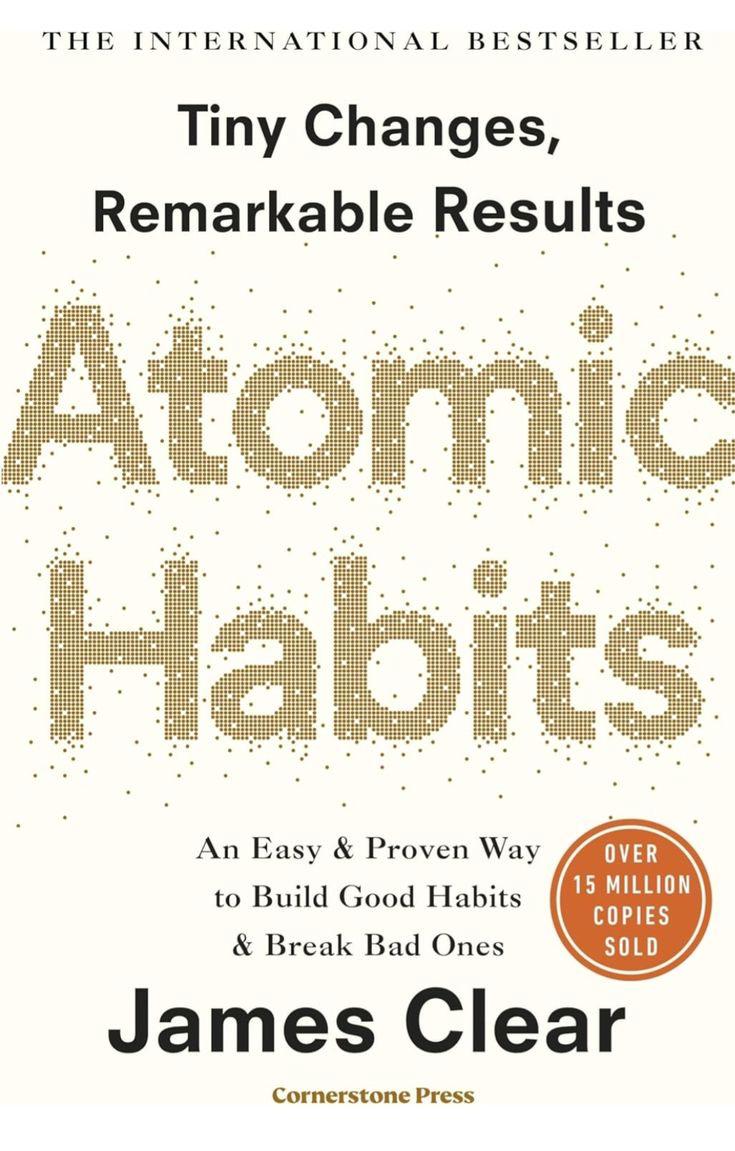 THE INTERNATIONAL BESTSELLER
Tiny Changes,
Remarkable Results
Atomic
Habits
An Easy & Proven Way
to Build Good Habits
& Break Bad Ones
OVER
15 MILLION
COPIES
SOLD
James Clear
Cornerstone Press